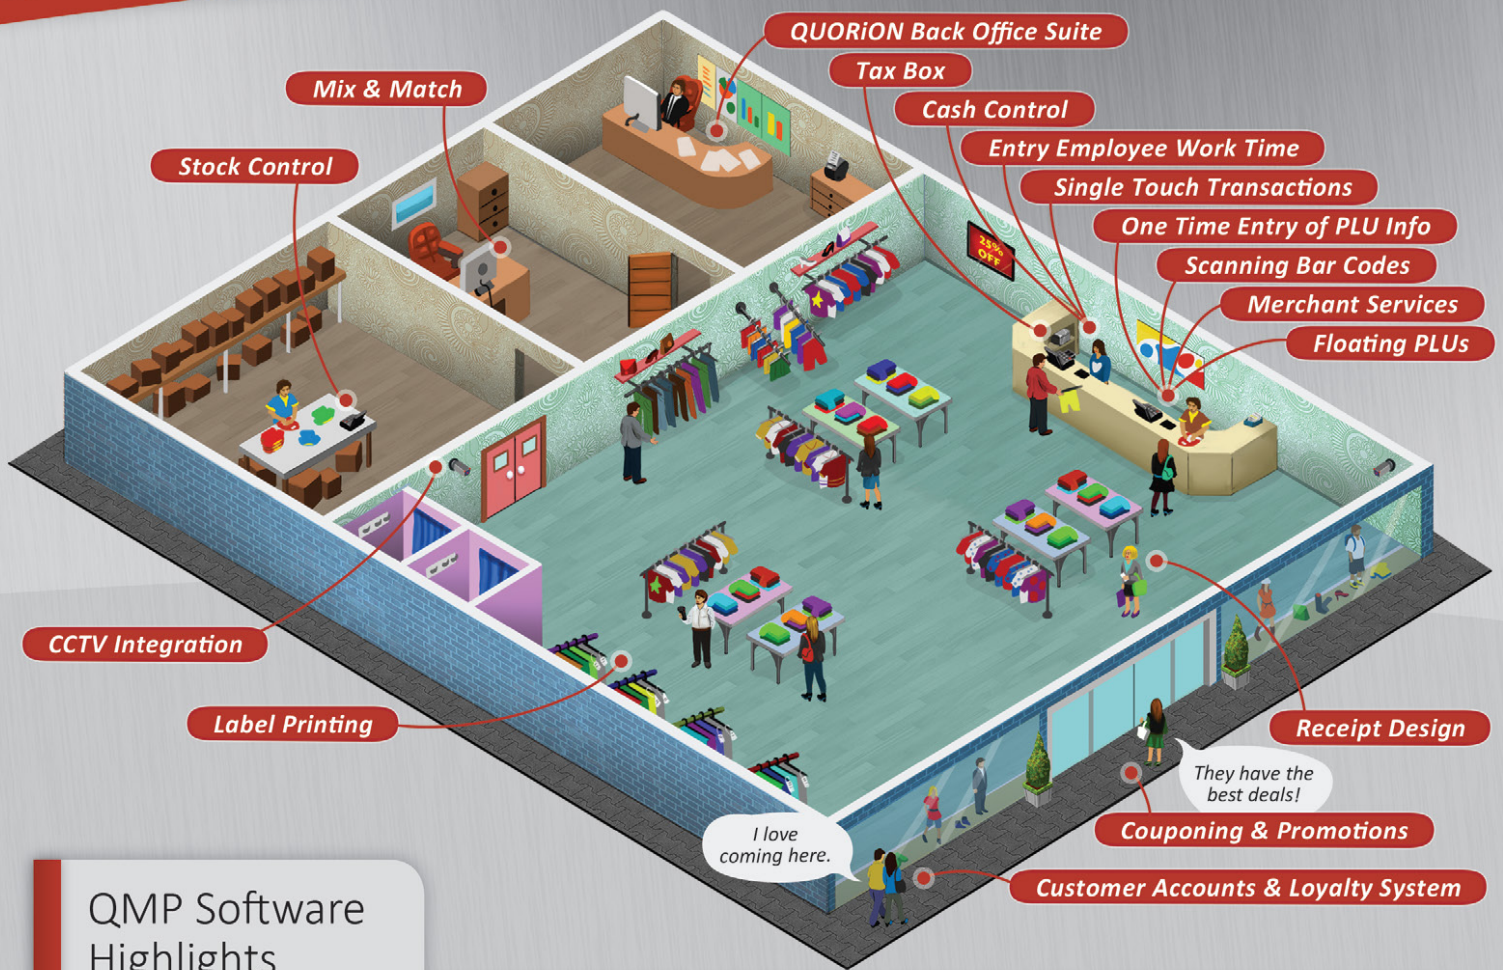 QUORiON Back Office Suite
Tax Box
Mix & Match
Cash Control
Entry Employee Work Time
Stock Control
Single Touch Transactions
One Time Entry of PLU Info
Scanning Bar Codes
Merchant Services
Floating PLUs
25%
OFF
CCTV Integration
Label Printing
Receipt Design
They have the
best deals!
Couponing & Promotions
I love
coming here.
Customer Accounts & Loyalty System
QMP Software
Highlights